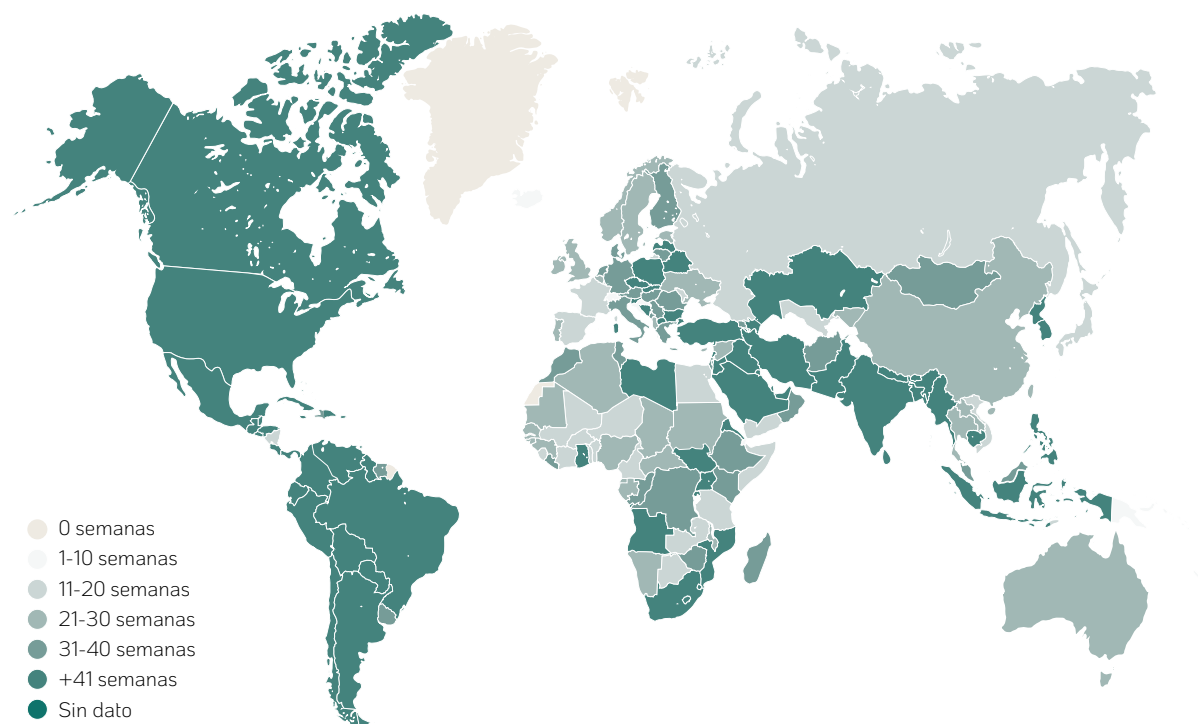 0 semanas
1-10 semanas
11-20 semanas
21-30 semanas
31-40 semanas
+41 semanas
Sin dato